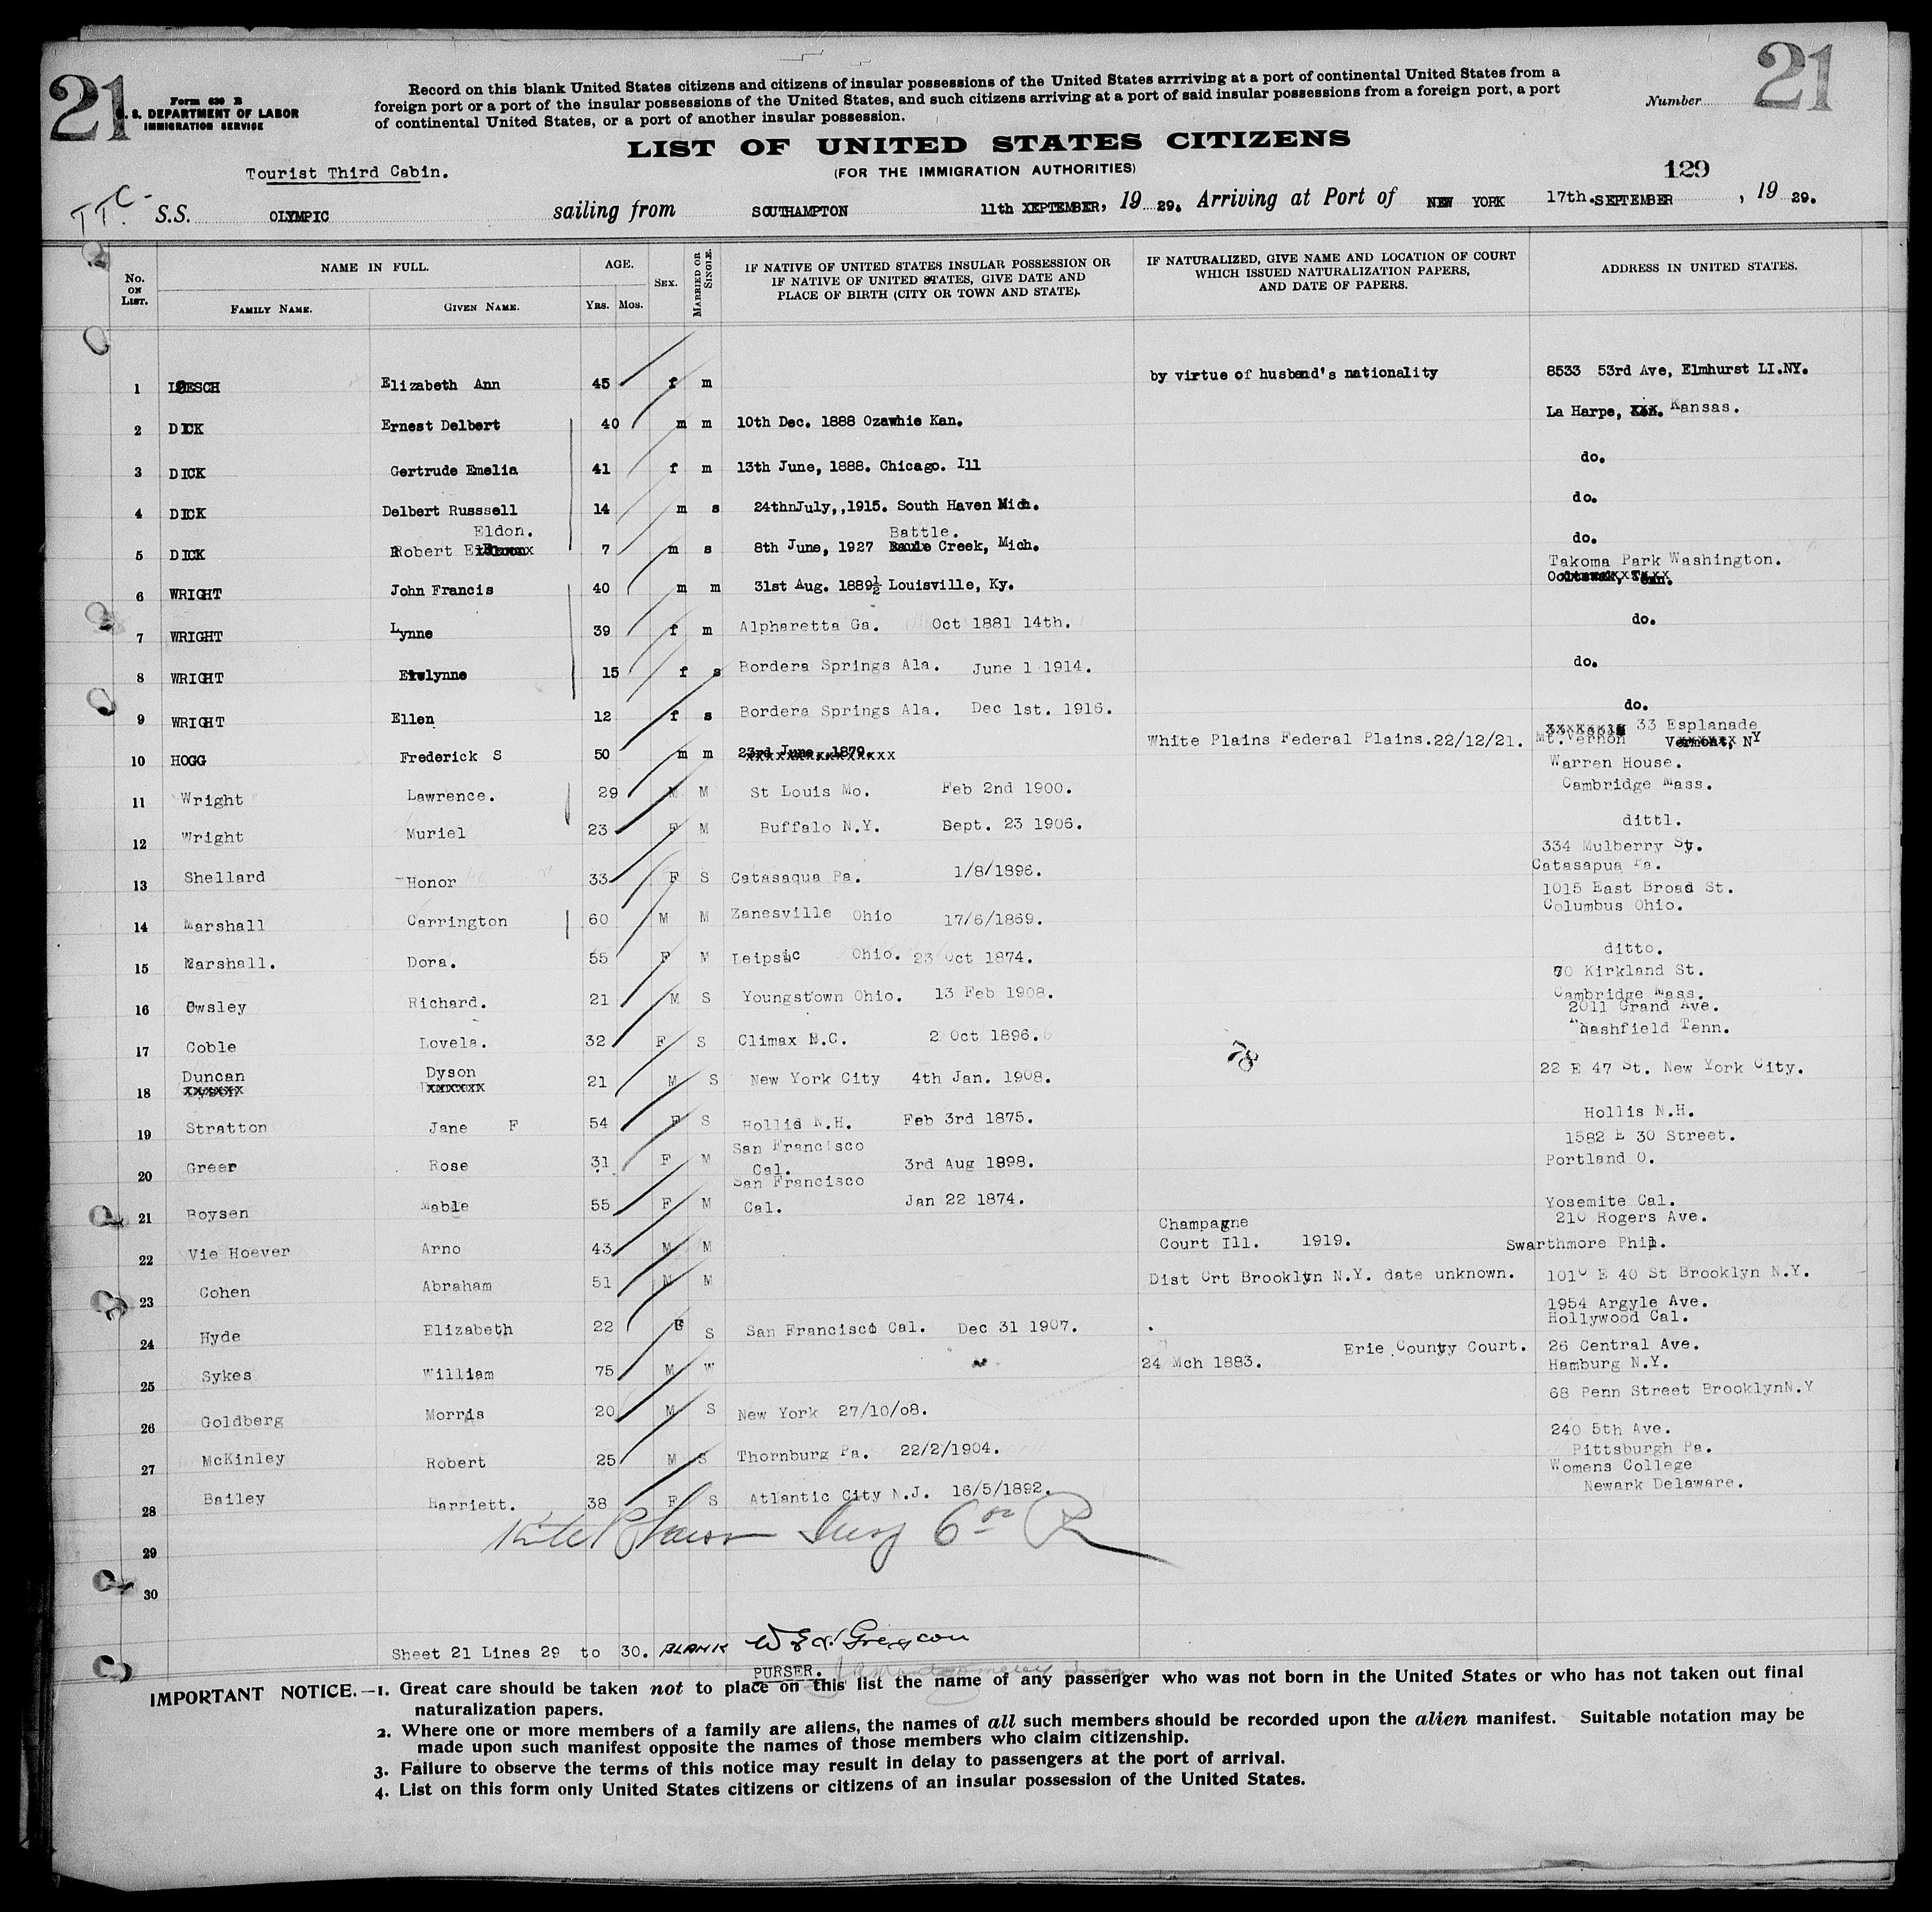 21
21
Form 630 B
U. S. DEPARTMENT OF LABOR
IMMIGRATION SERVICE
Record on this blank United States citizens and citizens of insular possessions of the United States arrriving at a port of continental United States from a
foreign port or a port of the insular possessions of the United States, and such citizens arriving at a port of said insular possessions from a foreign port, a port
of continental United States, or a port of another insular possession.
Number
LIST OF UNITED STATES CITIZENS
(FOR THE IMMIGRATION AUTHORITIES)
Tourist Third Cabin.
129
TTC-
S.S. OLYMPIC sailing from SOUTHAMPTON 11th SEPTEMBER, 19 29. Arriving at Port of NEW YORK 17th. SEPTEMBER, 19 29.
No. ON LIST. NAME IN FULL. FAMILY NAME. GIVEN NAME. AGE. YRS. MOS. SEX. MARRIED OR SINGLE. IF NATIVE OF UNITED STATES INSULAR POSSESSION OR IF NATIVE OF UNITED STATES, GIVE DATE AND PLACE OF BIRTH (CITY OR TOWN AND STATE). IF NATURALIZED, GIVE NAME AND LOCATION OF COURT WHICH ISSUED NATURALIZATION PAPERS, AND DATE OF PAPERS. ADDRESS IN UNITED STATES.
1 LOESCH Elizabeth Ann 45 f m by virtue of husband's nationality 8533 53rd Ave, Elmhurst LI.NY.
2 DICK Ernest Delbert 40 m m 10th Dec. 1888 Ozawhie Kan. La Harpe, Kansas.
3 DICK Gertrude Emelia 41 f m 13th June, 1888. Chicago. Ill do.
4 DICK Delbert Russsell 14 m s 24thnJuly,,1915. South Haven Mich. do.
5 DICK Robert Eldon. 7 m s 8th June, 1927 Battle. Creek, Mich. do.
6 WRIGHT John Francis 40 m m 31st Aug. 1889½ Louisville, Ky. Takoma Park Washington.
7 WRIGHT Lynne 39 f m Alpharetta Ga. Oct 1881 14th. do.
8 WRIGHT Evelynne 15 f s Bordera Springs Ala. June 1 1914. do.
9 WRIGHT Ellen 12 f s Bordera Springs Ala. Dec 1st. 1916. do.
10 HOGG Frederick S 50 m m 23rd June, 1879. White Plains Federal Plains.22/12/21. 33 Esplanade Mt. Vernon NY
11 Wright Lawrence. 29 M M St Louis Mo. Feb 2nd 1900. Warren House. Cambridge Mass.
12 Wright Muriel 23 F M Buffalo N.Y. Sept. 23 1906. dittl.
13 Shellard Honor 33 F S Catasaqua Pa. 1/8/1896. 334 Mulberry St. Catasapua Pa.
14 Marshall Carrington 60 M M Zanesville Ohio 17/6/1869. 1015 East Broad St. Columbus Ohio.
15 Marshall. Dora. 55 F M Leipsic Ohio. 23 Oct 1874. ditto.
16 Owsley Richard. 21 M S Youngstown Ohio. 13 Feb 1908. 70 Kirkland St. Cambridge Mass.
17 Coble Lovela. 32 F S Climax N.C. 2 Oct 1896. 2011 Grand Ave. Nashfield Tenn.
18 Duncan Dyson 21 M S New York City 4th Jan. 1908. 22 E 47 St. New York City.
19 Stratton Jane F 54 F S Hollis N.H. Feb 3rd 1875. Hollis N.H.
20 Greer Rose 31 F M San Francisco Cal. 3rd Aug 1898. 1582 E 30 Street. Portland O.
21 Boysen Mable 55 F M San Francisco Cal. Jan 22 1874. Yosemite Cal.
22 Vie Hoever Arno 43 M M Champagne Court Ill. 1919. 210 Rogers Ave. Swarthmore Phil.
23 Cohen Abraham 51 M M Dist Crt Brooklyn N.Y. date unknown. 1010 E 40 St Brooklyn N.Y.
24 Hyde Elizabeth 22 F S San Francisco Cal. Dec 31 1907. 1954 Argyle Ave. Hollywood Cal.
25 Sykes William 75 M W 24 Mch 1883. Erie County Court. 26 Central Ave. Hamburg N.Y.
26 Goldberg Morris 20 M S New York 27/10/08. 68 Penn Street BrooklynN.Y
27 McKinley Robert 25 M S Thornburg Pa. 22/2/1904. 240 5th Ave. Pittsburgh Pa.
28 Bailey Harriett. 38 F S Atlantic City N.J. 16/5/1892. Womens College Newark Delaware.
29
30
Sheet 21 Lines 29 to 30. BLANK
PURSER.
IMPORTANT NOTICE.—1. Great care should be taken not to place on this list the name of any passenger who was not born in the United States or who has not taken out final
naturalization papers.
2. Where one or more members of a family are aliens, the names of all such members should be recorded upon the alien manifest. Suitable notation may be
made upon such manifest opposite the names of those members who claim citizenship.
3. Failure to observe the terms of this notice may result in delay to passengers at the port of arrival.
4. List on this form only United States citizens or citizens of an insular possession of the United States.